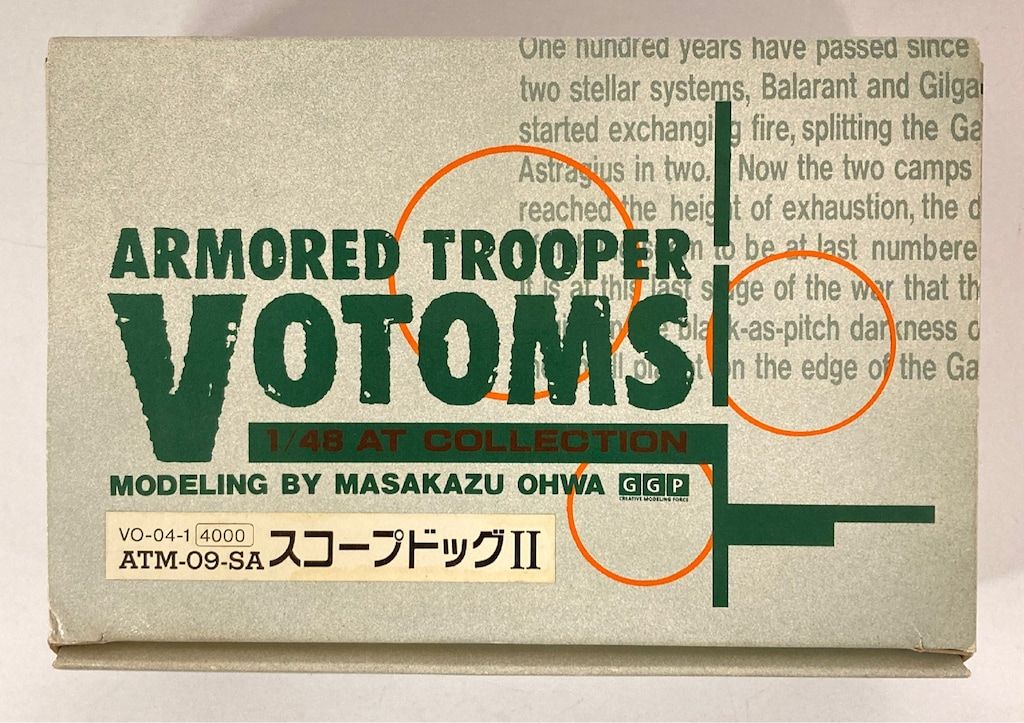 One hundred years have passed since
two stellar systems, Balarant and Gilga
started exchanging fire, splitting the Ga
Astragius in two. Now the two camps
reached the height of exhaustion, the d
to be at last numbere
It is at this last stage of the war that th
black-as-pitch darkness o
on the edge of the Ga
ARMORED TROOPER
VOTOMS
1/48 AT COLLECTION
MODELING BY MASAKAZU OHWA GGP
CREATIVE MODELING FORCE
VO-04-1 4000
ATM-09-SA スコープドッグII